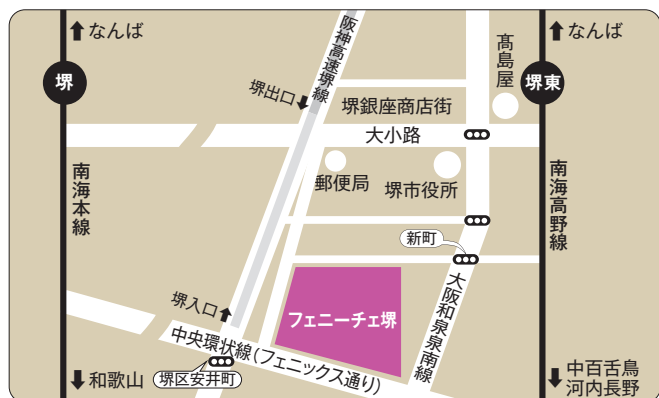 なんば
なんば
阪神高速堺線
髙島屋
堺
堺東
堺出口
堺銀座商店街
大小路
郵便局
堺市役所
南海本線
南海高野線
新町
大阪和泉泉南線
堺入口
フェニーチェ堺
中央環状線(フェニックス通り)
堺区安井町
和歌山
中百舌鳥
河内長野